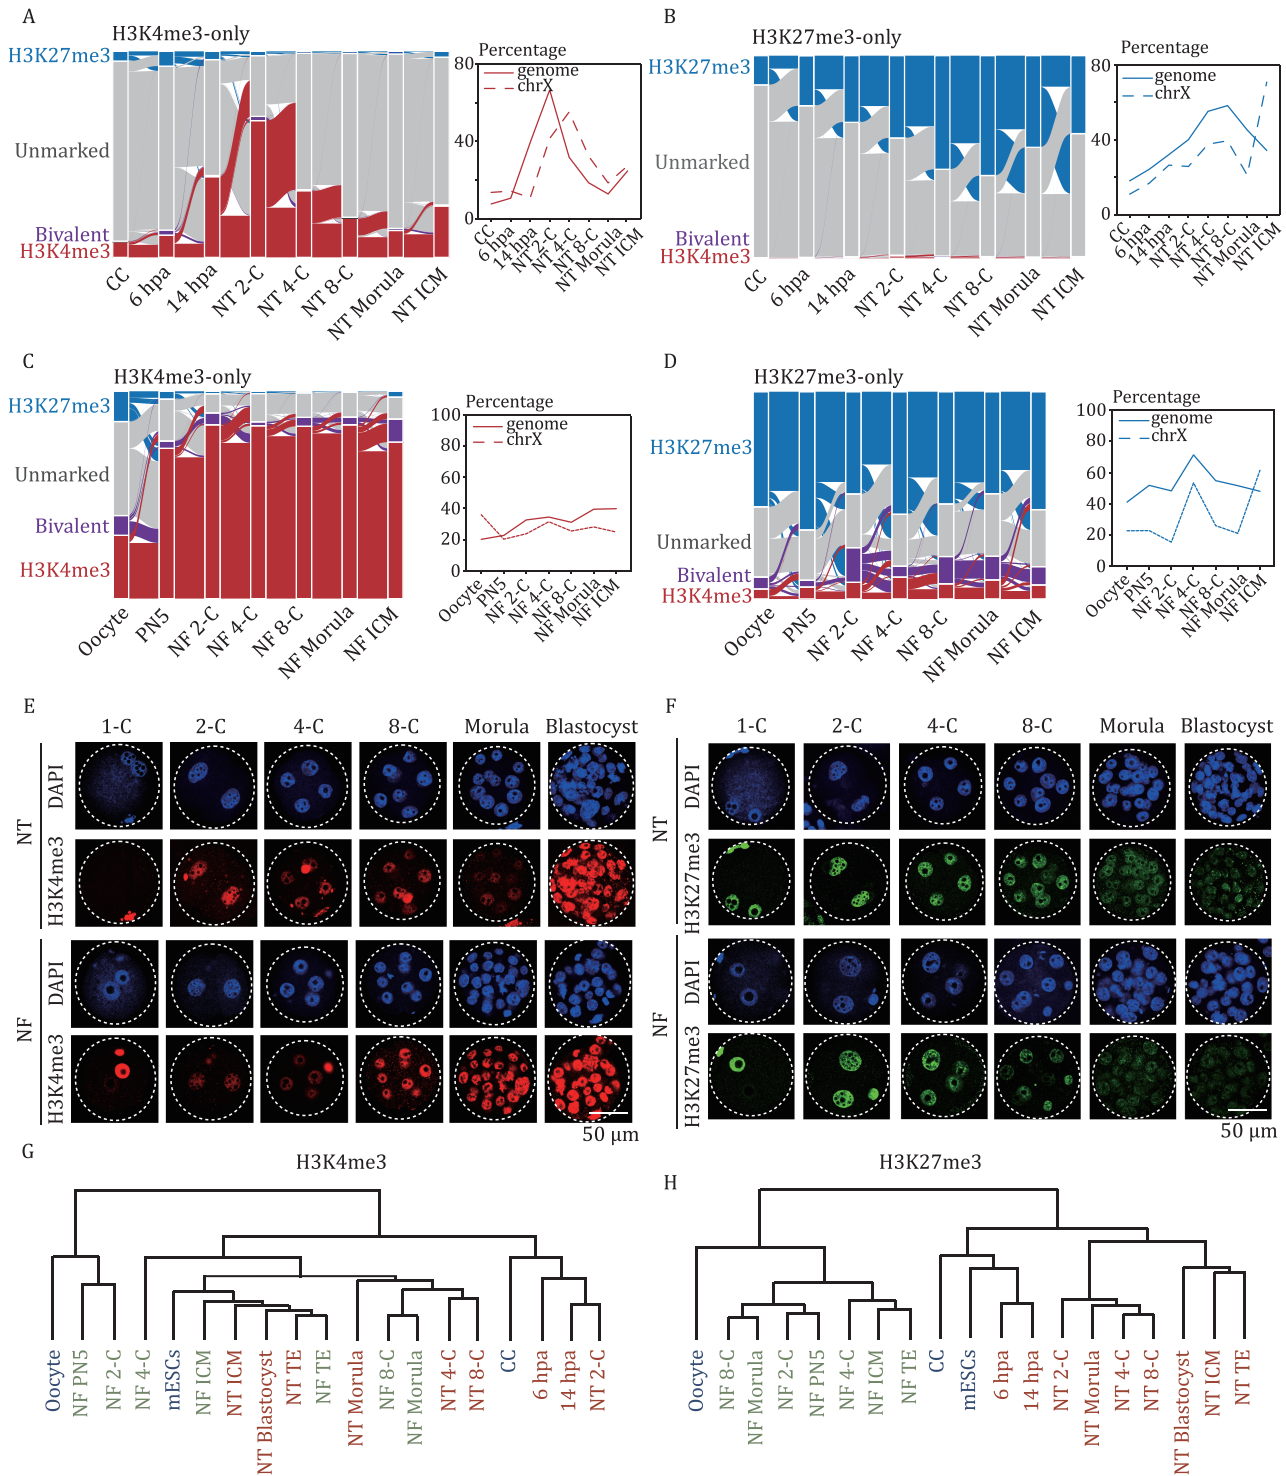 A
H3K4me3-only
H3K27me3
Unmarked
Bivalent
H3K4me3
CC
6 hpa
14 hpa
NT 2-C
NT 4-C
NT 8-C
NT Morula
NT ICM
Percentage
80
40
0
genome
chrX
CC
6 hpa
14 hpa
NT 2-C
NT 4-C
NT 8-C
NT Morula
NT ICM
B
H3K27me3-only
H3K27me3
Unmarked
Bivalent
H3K4me3
CC
6 hpa
14 hpa
NT 2-C
NT 4-C
NT 8-C
NT Morula
NT ICM
Percentage
80
40
0
genome
chrX
CC
6 hpa
14 hpa
NT 2-C
NT 4-C
NT 8-C
NT Morula
NT ICM
C
H3K4me3-only
H3K27me3
Unmarked
Bivalent
H3K4me3
Oocyte
PN5
NF 2-C
NF 4-C
NF 8-C
NF Morula
NF ICM
Percentage
100
80
60
40
20
0
genome
chrX
Oocyte
PN5
NF 2-C
NF 4-C
NF 8-C
NF Morula
NF ICM
D
H3K27me3-only
H3K27me3
Unmarked
Bivalent
H3K4me3
Oocyte
PN5
NF 2-C
NF 4-C
NF 8-C
NF Morula
NF ICM
Percentage
100
80
60
40
20
0
genome
chrX
Oocyte
PN5
NF 2-C
NF 4-C
NF 8-C
NF Morula
NF ICM
E
1-C 2-C 4-C 8-C Morula Blastocyst
NT
DAPI
H3K4me3
NF
DAPI
H3K4me3
50 μm
F
1-C 2-C 4-C 8-C Morula Blastocyst
NT
DAPI
H3K27me3
NF
DAPI
H3K27me3
50 μm
G
H3K4me3
Oocyte
NF PN5
NF 2-C
NF 4-C
mESCs
NF ICM
NT ICM
NT Blastocyst
NT TE
NF TE
NT Morula
NF 8-C
NF Morula
NT 4-C
NT 8-C
CC
6 hpa
14 hpa
NT 2-C
H
H3K27me3
Oocyte
NF 8-C
NF Morula
NF 2-C
NF PN5
NF 4-C
NF ICM
NF TE
CC
mESCs
6 hpa
14 hpa
NT 2-C
NT Morula
NT 4-C
NT 8-C
NT Blastocyst
NT ICM
NT TE